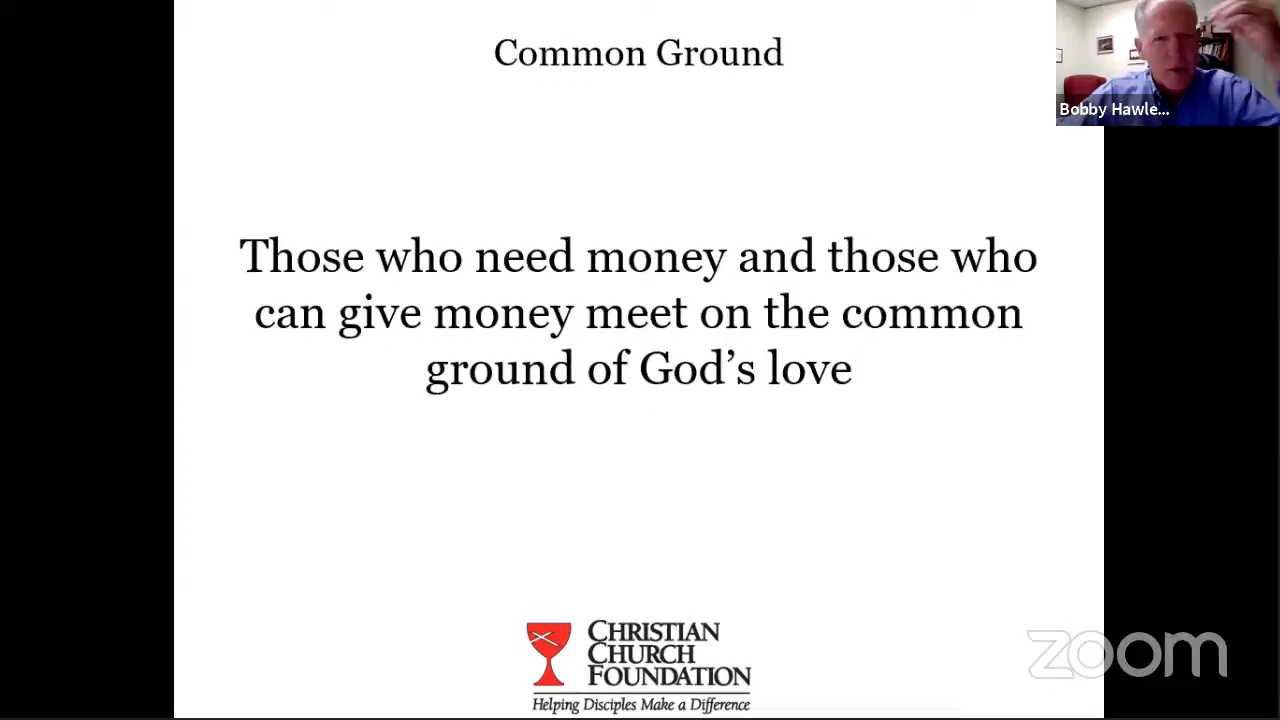 Common Ground
Bobby Hawle...
Those who need money and those who
can give money meet on the common
ground of God's love
CHRISTIAN
CHURCH
FOUNDATION
Helping Disciples Make a Difference
zoom